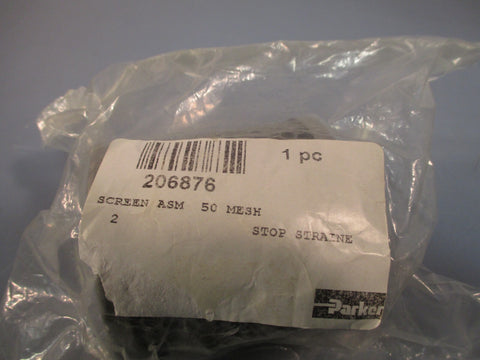 1 pc
206876
SCREEN ASM 50 MESH
2 STOP STRAINE
Parker